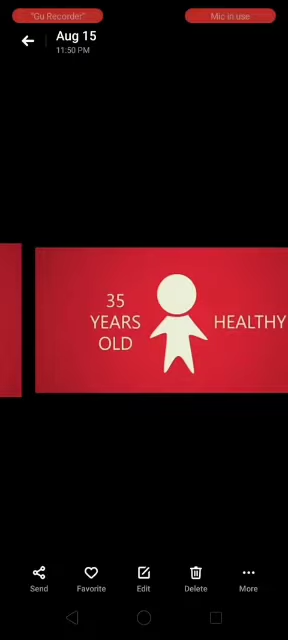 "Gu Recorder"
Mic in use
Aug 15
11:50 PM
35
YEARS
OLD
HEALTHY
Send
Favorite
Edit
Delete
More